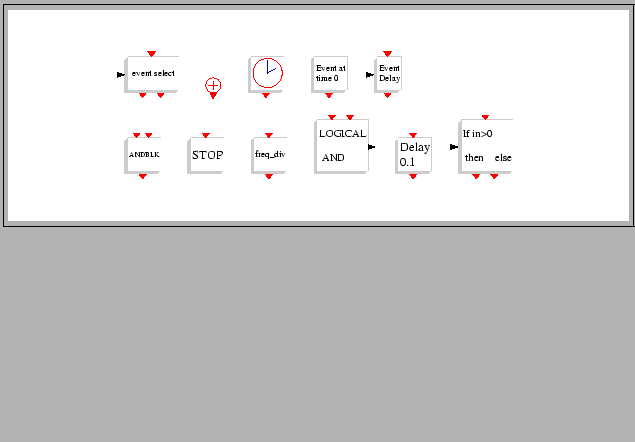 event select
Event at
time 0
Event
Delay
ANDBLK
STOP
freq_div
LOGICAL
AND
Delay
0.1
If in>0
then else